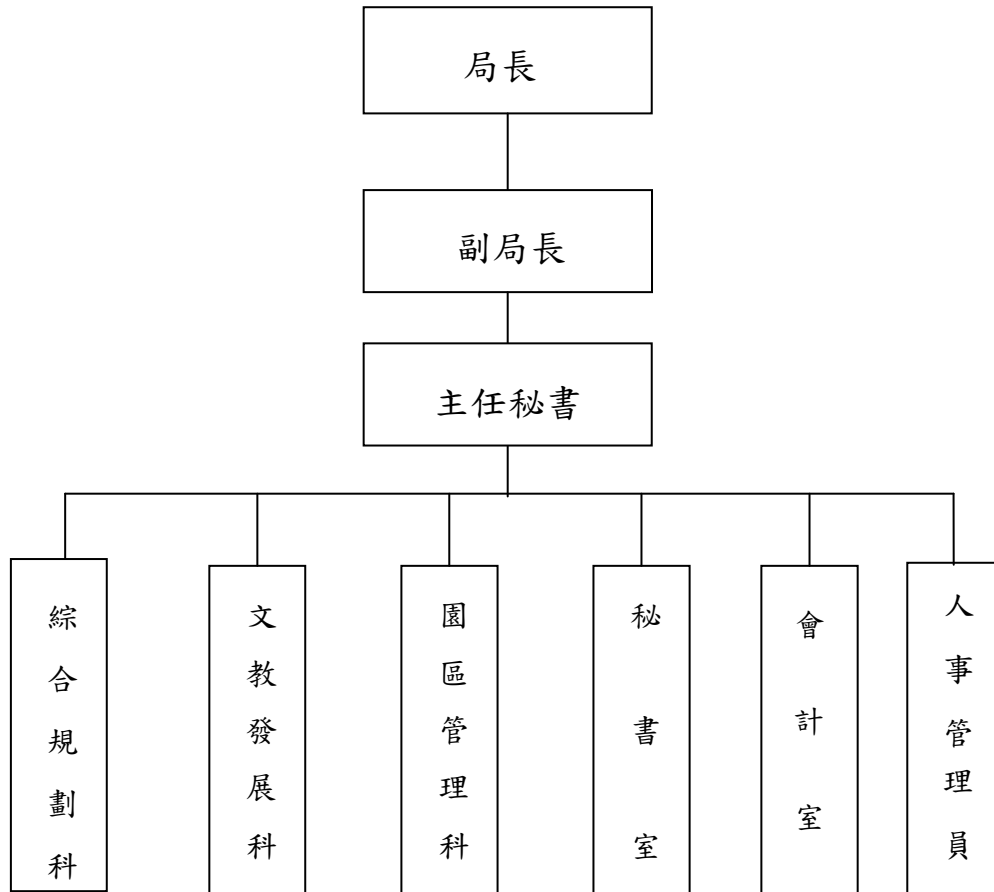 局長
副局長
主任秘書
綜合規劃科
文教發展科
園區管理科
秘書室
會計室
人事管理員